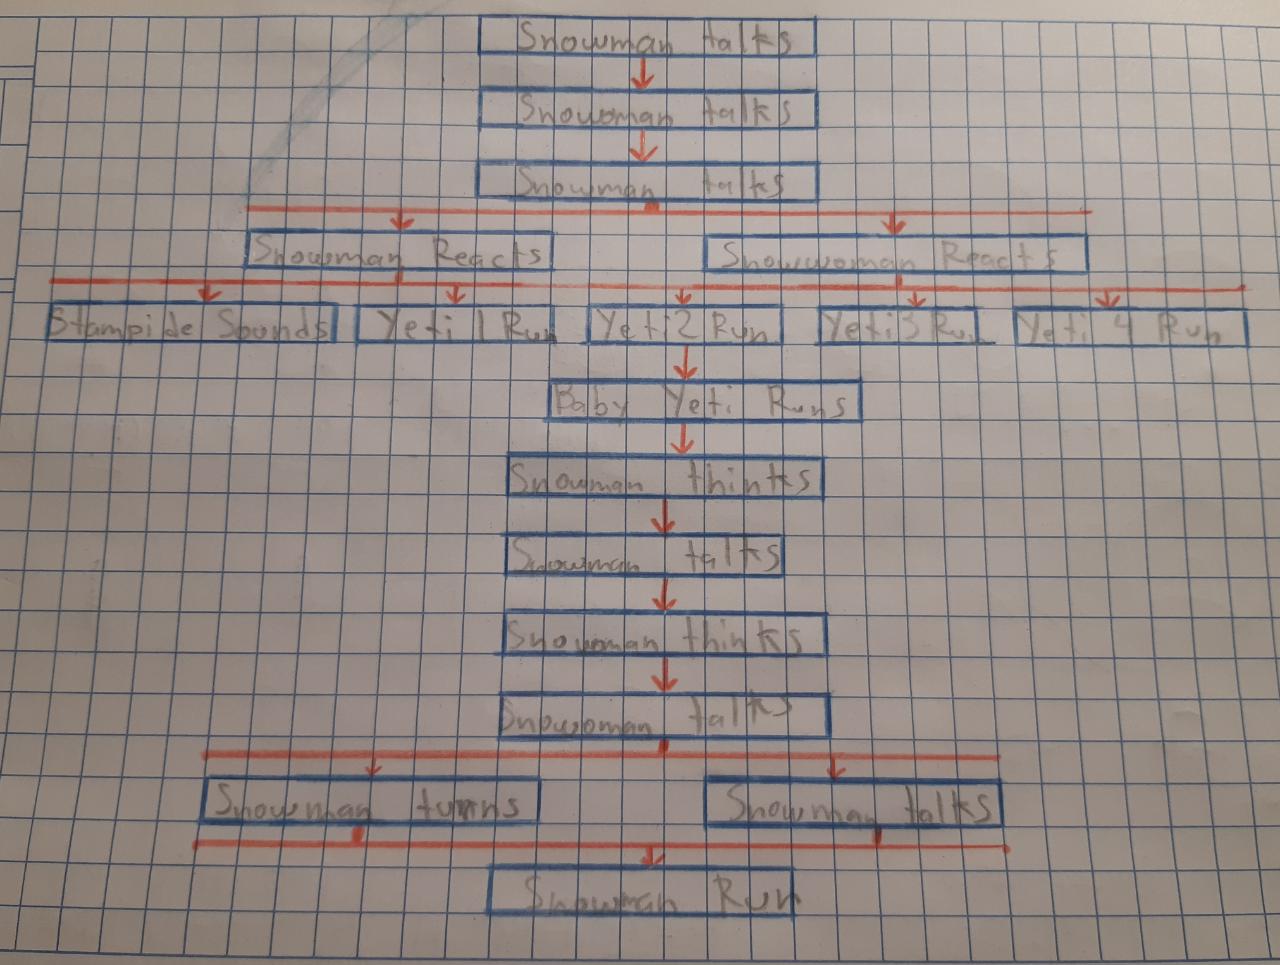 Snowman talks
Snowoman talks
Snowman talks
Snowman Reacts Snowwoman Reacts
Stampide Sounds Yeti 1 Run Yeti 2 Run Yeti 3 Run Yeti 4 Run
Baby Yeti Runs
Snowman thinks
Snowman talks
Snowoman thinks
Snowoman talks
Snowman turns Snowman talks
Snowman Run